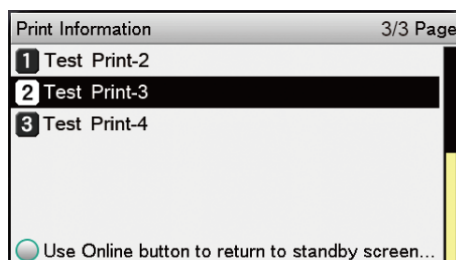 Print Information 3/3 Page
1 Test Print-2
2 Test Print-3
3 Test Print-4
Use Online button to return to standby screen...